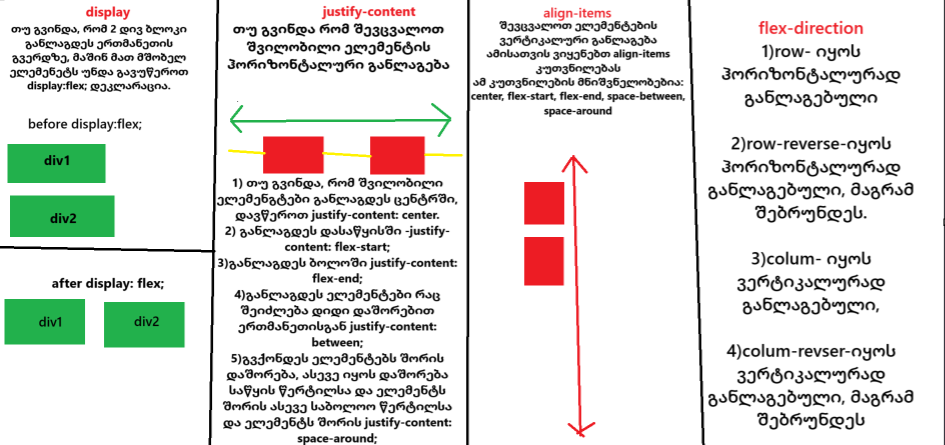 display
თუ გვინდა, რომ 2 დივ ბლოკი
განლაგდეს ერთმანეთის
გვერდზე, მაშინ მათ მშობელ
ელემენტს უნდა გავუწეროთ
display:flex; დეკლარაცია.
before display:flex;
div1
div2
after display: flex;
div1
div2
justify-content
თუ გვინდა რომ შევცვალოთ
შვილობილი ელემენტის
ჰორიზონტალური განლაგება
1) თუ გვინდა, რომ შვილობილი
ელემენგტები განლაგდეს ცენტრში,
დავწეროთ justify-content: center.
2) განლაგდეს დასაწყისში -justify-
content: flex-start;
3)განლაგდეს ბოლოში justify-content:
flex-end;
4)განლაგდეს ელემენტები რაც
შეიძლება დიდი დაშორებით
ერთმანეთისგან justify-content:
between;
5)გვქონდეს ელემენტებს შორის
დაშორება, ასევე იყოს დაშორება
საწყის წერტილსა და ელემენტს
შორის ასევე საბოლოო წერტილსა
და ელემენტს შორის justify-content:
space-around;
align-items
შევცვალოთ ელემენტების
ვერტიკალური განლაგება
ამისათვის ვიყენებთ align-items
კუთვნილებას
ამ კუთვნილების მნიშვნელობებია:
center, flex-start, flex-end, space-between,
space-around
flex-direction
1)row- იყოს
ჰორიზონტალურად
განლაგებული
2)row-reverse-იყოს
ჰორიზონტალურად
განლაგებული, მაგრამ
შებრუნდეს.
3)colum- იყოს
ვერტიკალურად
განლაგებული,
4)colum-revser-იყოს
ვერტიკალურად
განლაგებული, მაგრამ
შებრუნდეს